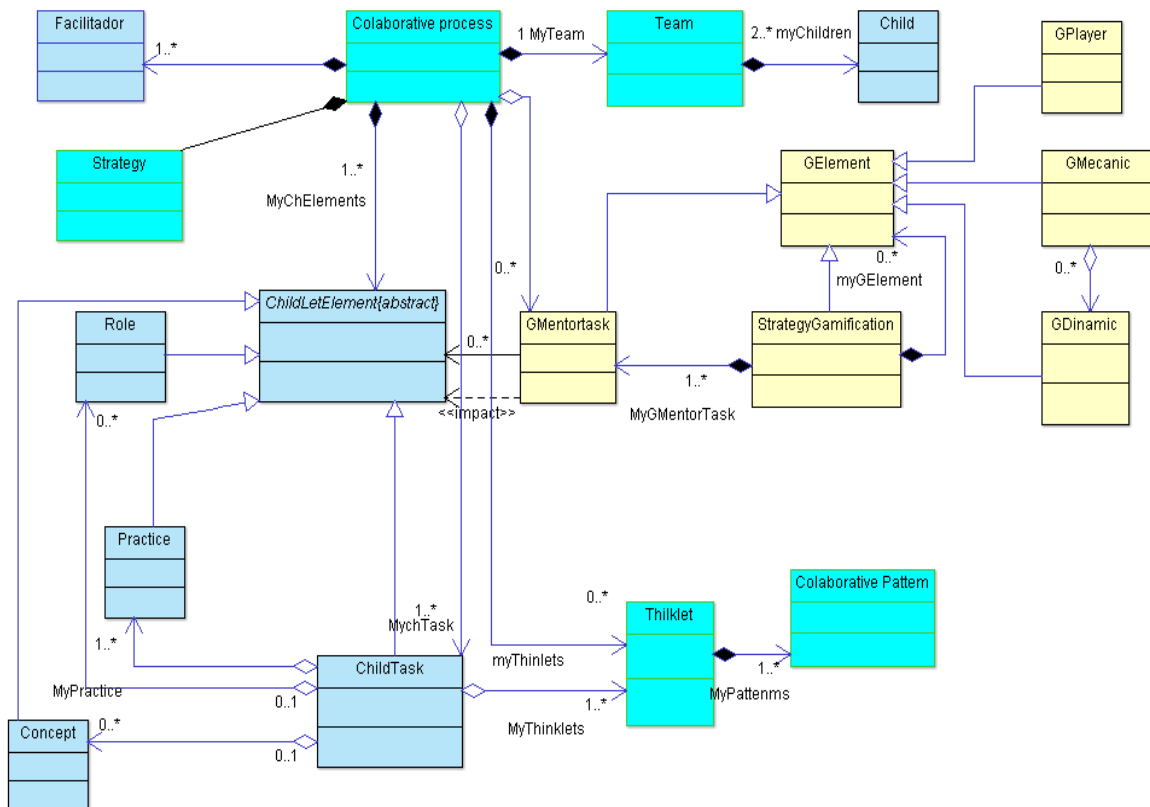 Facilitador
Colaborative process
Team
Child
GPlayer
1..*
1 MyTeam
2..* myChildren
Strategy
GElement
GMecanic
1..*
MyChElements
0..*
0..*
myGElement
0..*
ChildLetElement{abstract}
Role
GMentortask
StrategyGamification
GDinamic
0..*
1..*
<<impact>>
MyGMentorTask
0..*
Practice
Colaborative Pattern
0..*
Thilklet
1..*
MychTask
1..*
myThinlets
ChildTask
1..*
MyPractice
0..1
MyPattenms
1..*
Concept
0..*
0..1
MyThinklets